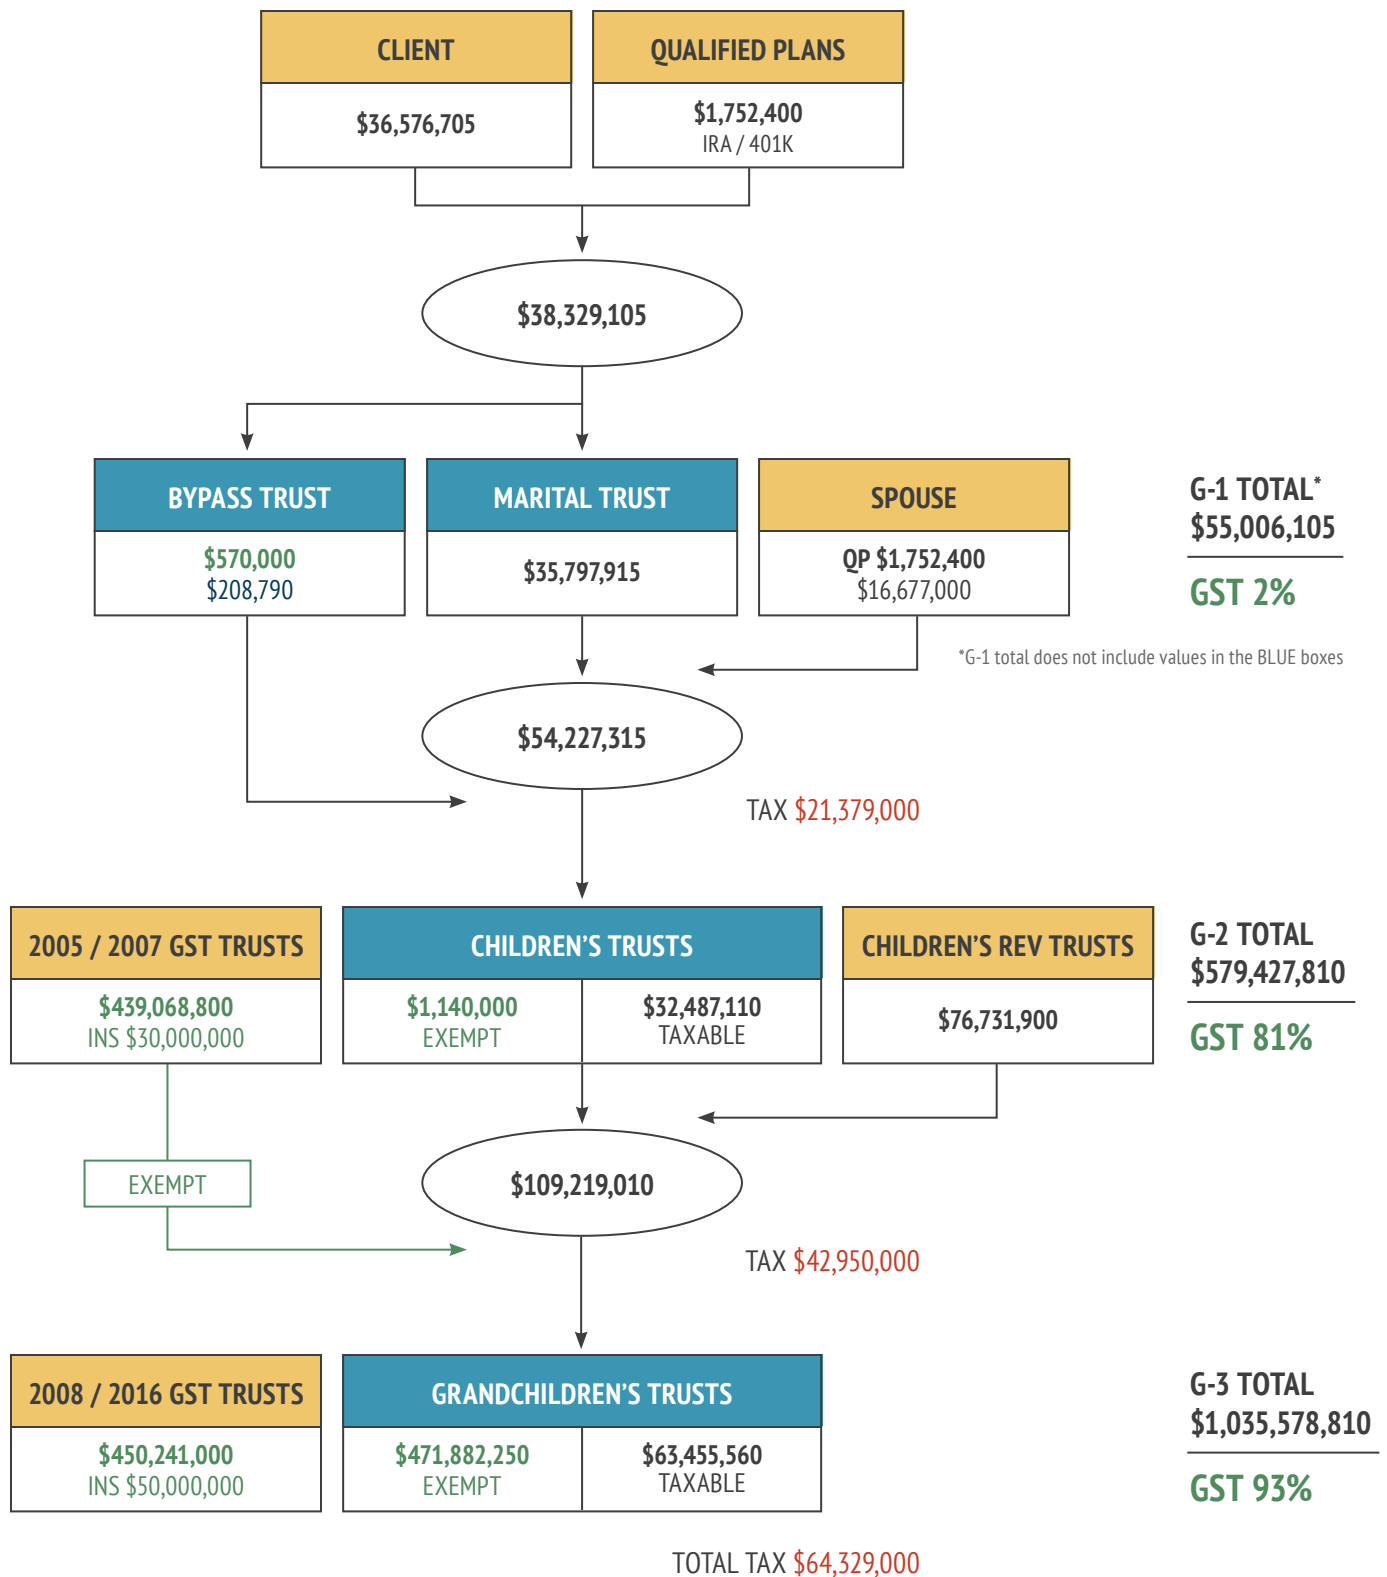 CLIENT
$36,576,705
QUALIFIED PLANS
$1,752,400
IRA / 401K
$38,329,105
BYPASS TRUST
$570,000
$208,790
MARITAL TRUST
$35,797,915
SPOUSE
QP $1,752,400
$16,677,000
G-1 TOTAL*
$55,006,105
GST 2%
*G-1 total does not include values in the BLUE boxes
$54,227,315
TAX $21,379,000
2005 / 2007 GST TRUSTS
$439,068,800
INS $30,000,000
CHILDREN’S TRUSTS
$1,140,000
EXEMPT
$32,487,110
TAXABLE
CHILDREN’S REV TRUSTS
$76,731,900
G-2 TOTAL
$579,427,810
GST 81%
EXEMPT
$109,219,010
TAX $42,950,000
2008 / 2016 GST TRUSTS
$450,241,000
INS $50,000,000
GRANDCHILDREN’S TRUSTS
$471,882,250
EXEMPT
$63,455,560
TAXABLE
G-3 TOTAL
$1,035,578,810
GST 93%
TOTAL TAX $64,329,000